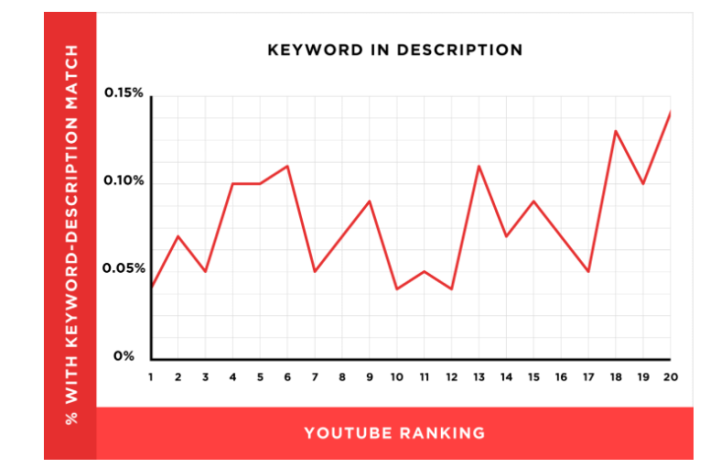 KEYWORD IN DESCRIPTION
% WITH KEYWORD-DESCRIPTION MATCH
0.15%
0.10%
0.05%
0%
1 2 3 4 5 6 7 8 9 10 11 12 13 14 15 16 17 18 19 20
YOUTUBE RANKING